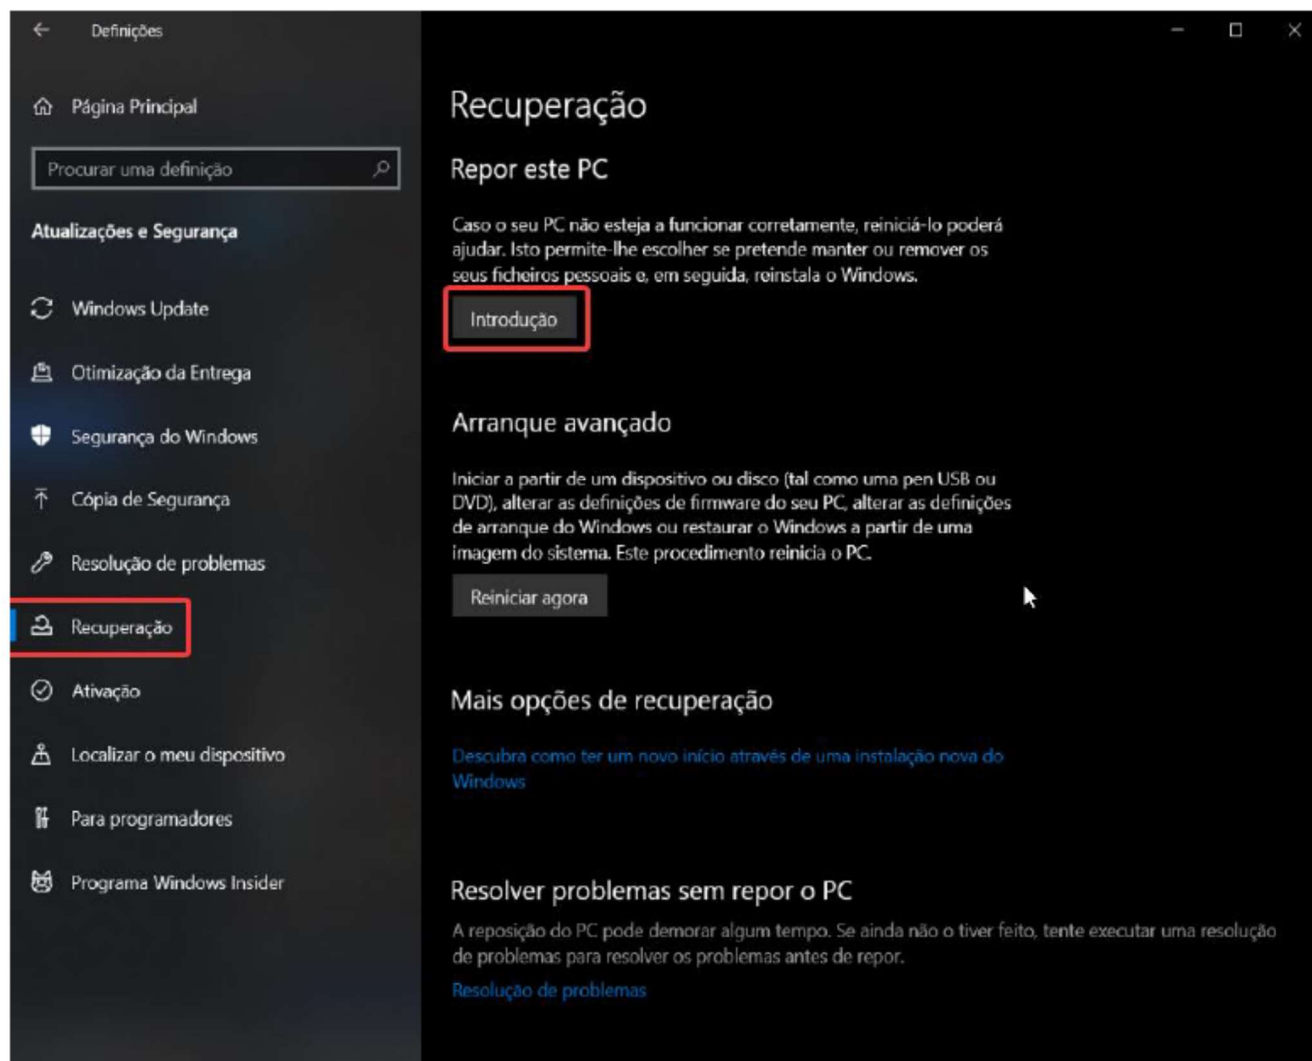 Definições
Página Principal
Procurar uma definição
Atualizações e Segurança
Windows Update
Otimização da Entrega
Segurança do Windows
Cópia de Segurança
Resolução de problemas
Recuperação
Ativação
Localizar o meu dispositivo
Para programadores
Programa Windows Insider
Recuperação
Repor este PC
Caso o seu PC não esteja a funcionar corretamente, reiniciá-lo poderá
ajudar. Isto permite-lhe escolher se pretende manter ou remover os
seus ficheiros pessoais e, em seguida, reinstala o Windows.
Introdução
Arranque avançado
Iniciar a partir de um dispositivo ou disco (tal como uma pen USB ou
DVD), alterar as definições de firmware do seu PC, alterar as definições
de arranque do Windows ou restaurar o Windows a partir de uma
imagem do sistema. Este procedimento reinicia o PC.
Reiniciar agora
Mais opções de recuperação
Descubra como ter um novo início através de uma instalação nova do
Windows
Resolver problemas sem repor o PC
A reposição do PC pode demorar algum tempo. Se ainda não o tiver feito, tente executar uma resolução
de problemas para resolver os problemas antes de repor.
Resolução de problemas